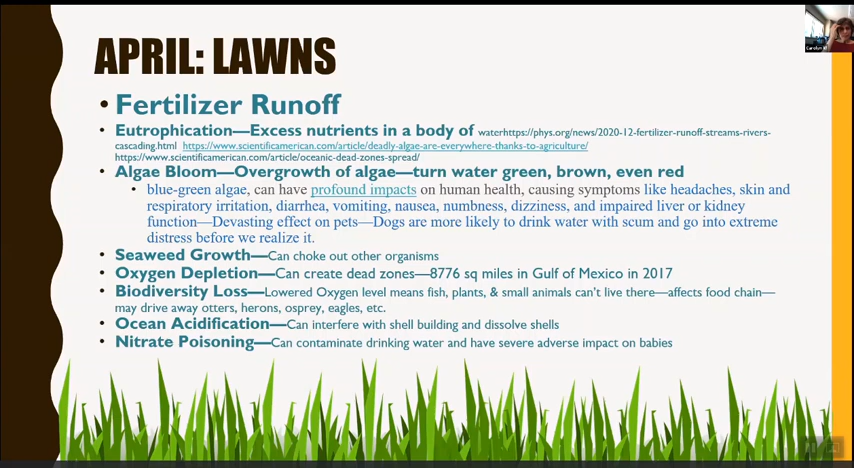 APRIL: LAWNS
• Fertilizer Runoff
• Eutrophication—Excess nutrients in a body of waterhttps://phys.org/news/2020-12-fertilizer-runoff-streams-rivers-
cascading.html https://www.scientificamerican.com/article/deadly-algae-are-everywhere-thanks-to-agriculture/
https://www.scientificamerican.com/article/oceanic-dead-zones-spread/
• Algae Bloom—Overgrowth of algae—turn water green, brown, even red
• blue-green algae, can have profound impacts on human health, causing symptoms like headaches, skin and
respiratory irritation, diarrhea, vomiting, nausea, numbness, dizziness, and impaired liver or kidney
function—Devasting effect on pets—Dogs are more likely to drink water with scum and go into extreme
distress before we realize it.
• Seaweed Growth—Can choke out other organisms
• Oxygen Depletion—Can create dead zones—8776 sq miles in Gulf of Mexico in 2017
• Biodiversity Loss—Lowered Oxygen level means fish, plants, & small animals can't live there—affects food chain—
may drive away otters, herons, osprey, eagles, etc.
• Ocean Acidification—Can interfere with shell building and dissolve shells
• Nitrate Poisoning—Can contaminate drinking water and have severe adverse impact on babies